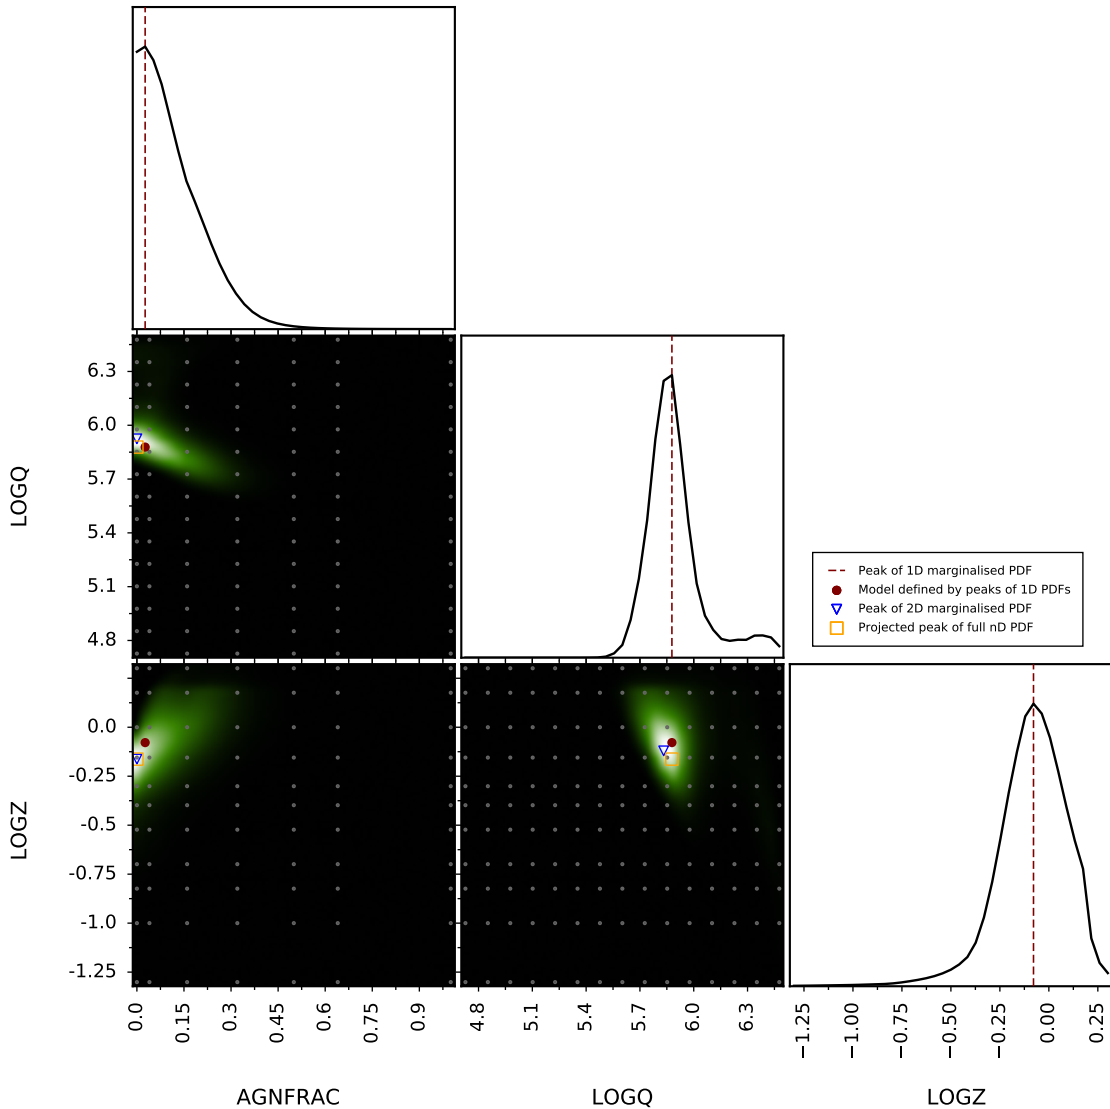 6.3
6.0
5.7
5.4
5.1
4.8
LOGQ
Peak of 1D marginalised PDF
Model defined by peaks of 1D PDFs
Peak of 2D marginalised PDF
Projected peak of full nD PDF
0.0
-0.25
-0.5
-0.75
-1.0
-1.25
LOGZ
0.0 0.15 0.3 0.45 0.6 0.75 0.9
4.8 5.1 5.4 5.7 6.0 6.3
−1.25 −1.00 −0.75 −0.50 −0.25 0.00 0.25
AGNFRAC LOGQ LOGZ